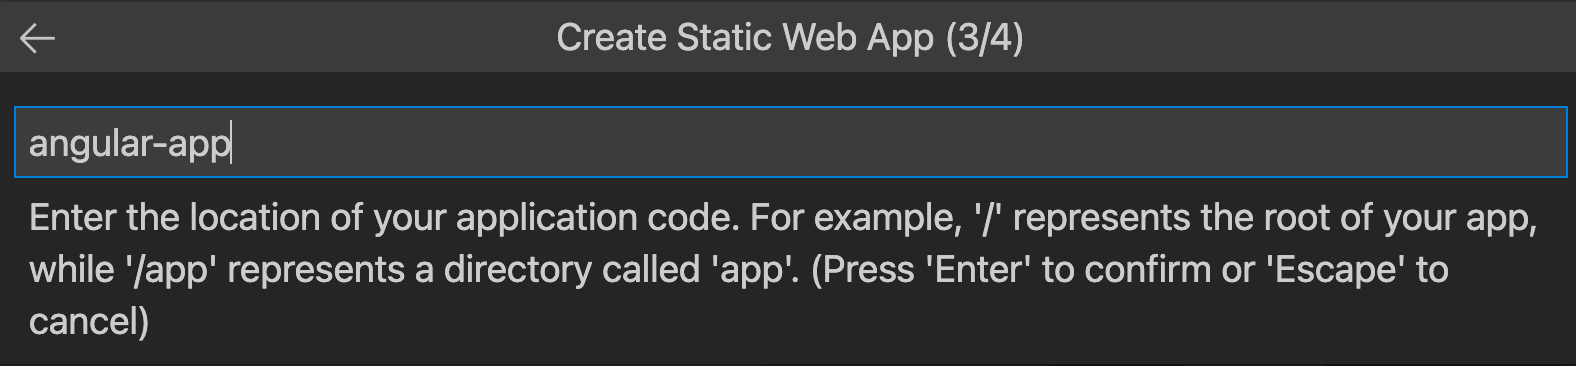 Create Static Web App (3/4)
angular-app
Enter the location of your application code. For example, '/' represents the root of your app,
while '/app' represents a directory called 'app'. (Press 'Enter' to confirm or 'Escape' to
cancel)